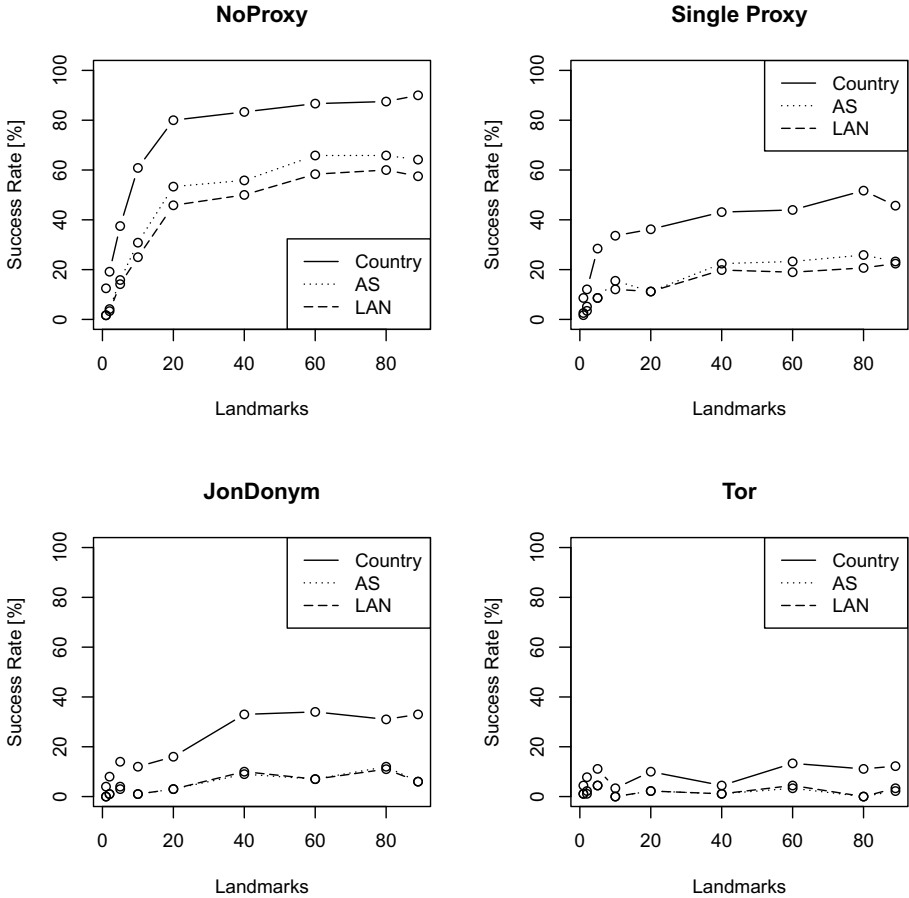 NoProxy
Success Rate [%]
100
80
60
40
20
0
Country
AS
LAN
0 20 40 60 80
Landmarks
Single Proxy
Success Rate [%]
100
80
60
40
20
0
Country
AS
LAN
0 20 40 60 80
Landmarks
JonDonym
Success Rate [%]
100
80
60
40
20
0
Country
AS
LAN
0 20 40 60 80
Landmarks
Tor
Success Rate [%]
100
80
60
40
20
0
Country
AS
LAN
0 20 40 60 80
Landmarks